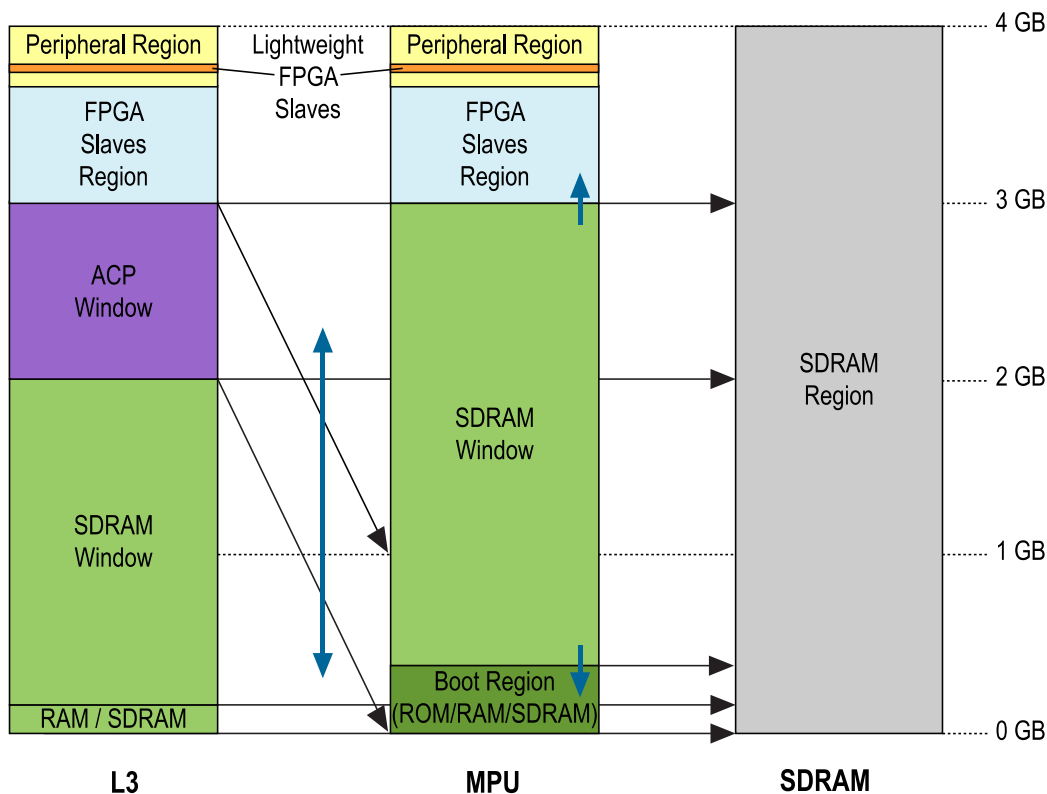 4 GB
Peripheral Region
Lightweight
FPGA
Slaves
Peripheral Region
FPGA
Slaves
Region
FPGA
Slaves
Region
3 GB
ACP
Window
2 GB
SDRAM
Region
SDRAM
Window
SDRAM
Window
1 GB
Boot Region
(ROM/RAM/SDRAM)
RAM / SDRAM
0 GB
L3
MPU
SDRAM